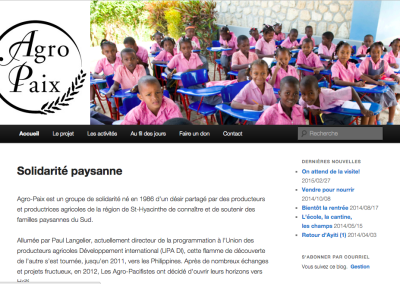 Agro
Paix
Accueil Le projet Les activités Au fil des jours Faire un don Contact Recherche
Solidarité paysanne
Agro-Paix est un groupe de solidarité né en 1986 d'un désir partagé par des producteurs et productrices agricoles de la région de St-Hyacinthe de connaître et de soutenir des familles paysannes du Sud.
Allumée par Paul Langelier, actuellement directeur de la programmation à l'Union des producteurs agricoles Développement international (UPA DI), cette flamme de découverte de l'autre s'est tournée, jusqu'en 2011, vers les Philippines. Après de nombreux échanges et projets fructueux, en 2012, Les Agro-Pacifistes ont décidé d'ouvrir leurs horizons vers
DERNIÈRES NOUVELLES
On attend de la visite!
2015/02/27
Vendre pour nourrir
2014/10/08
Bientôt la rentrée 2014/08/17
L'école, la cantine,
les champs 2014/05/15
Retour d'Ayiti (1) 2014/04/03
S'ABONNER PAR COURRIEL
Vous suivez ce blog. Gestion